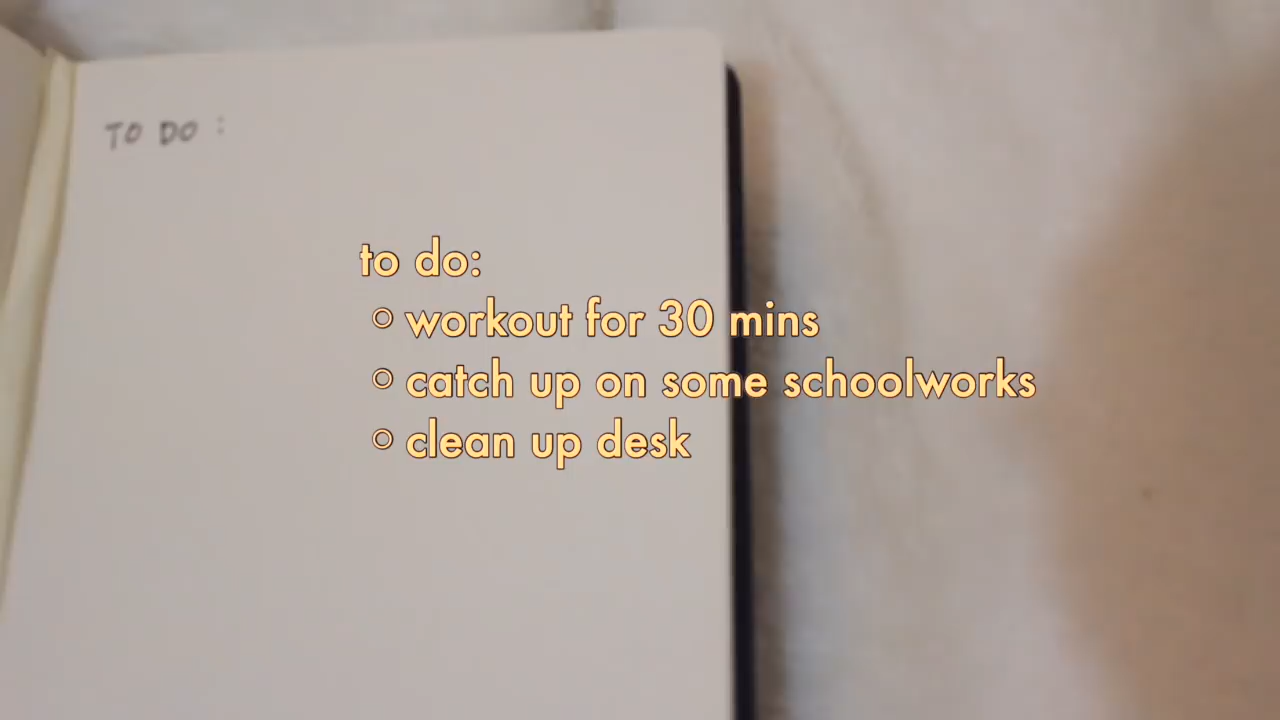 TO DO :
to do:
○ workout for 30 mins
○ catch up on some schoolworks
○ clean up desk